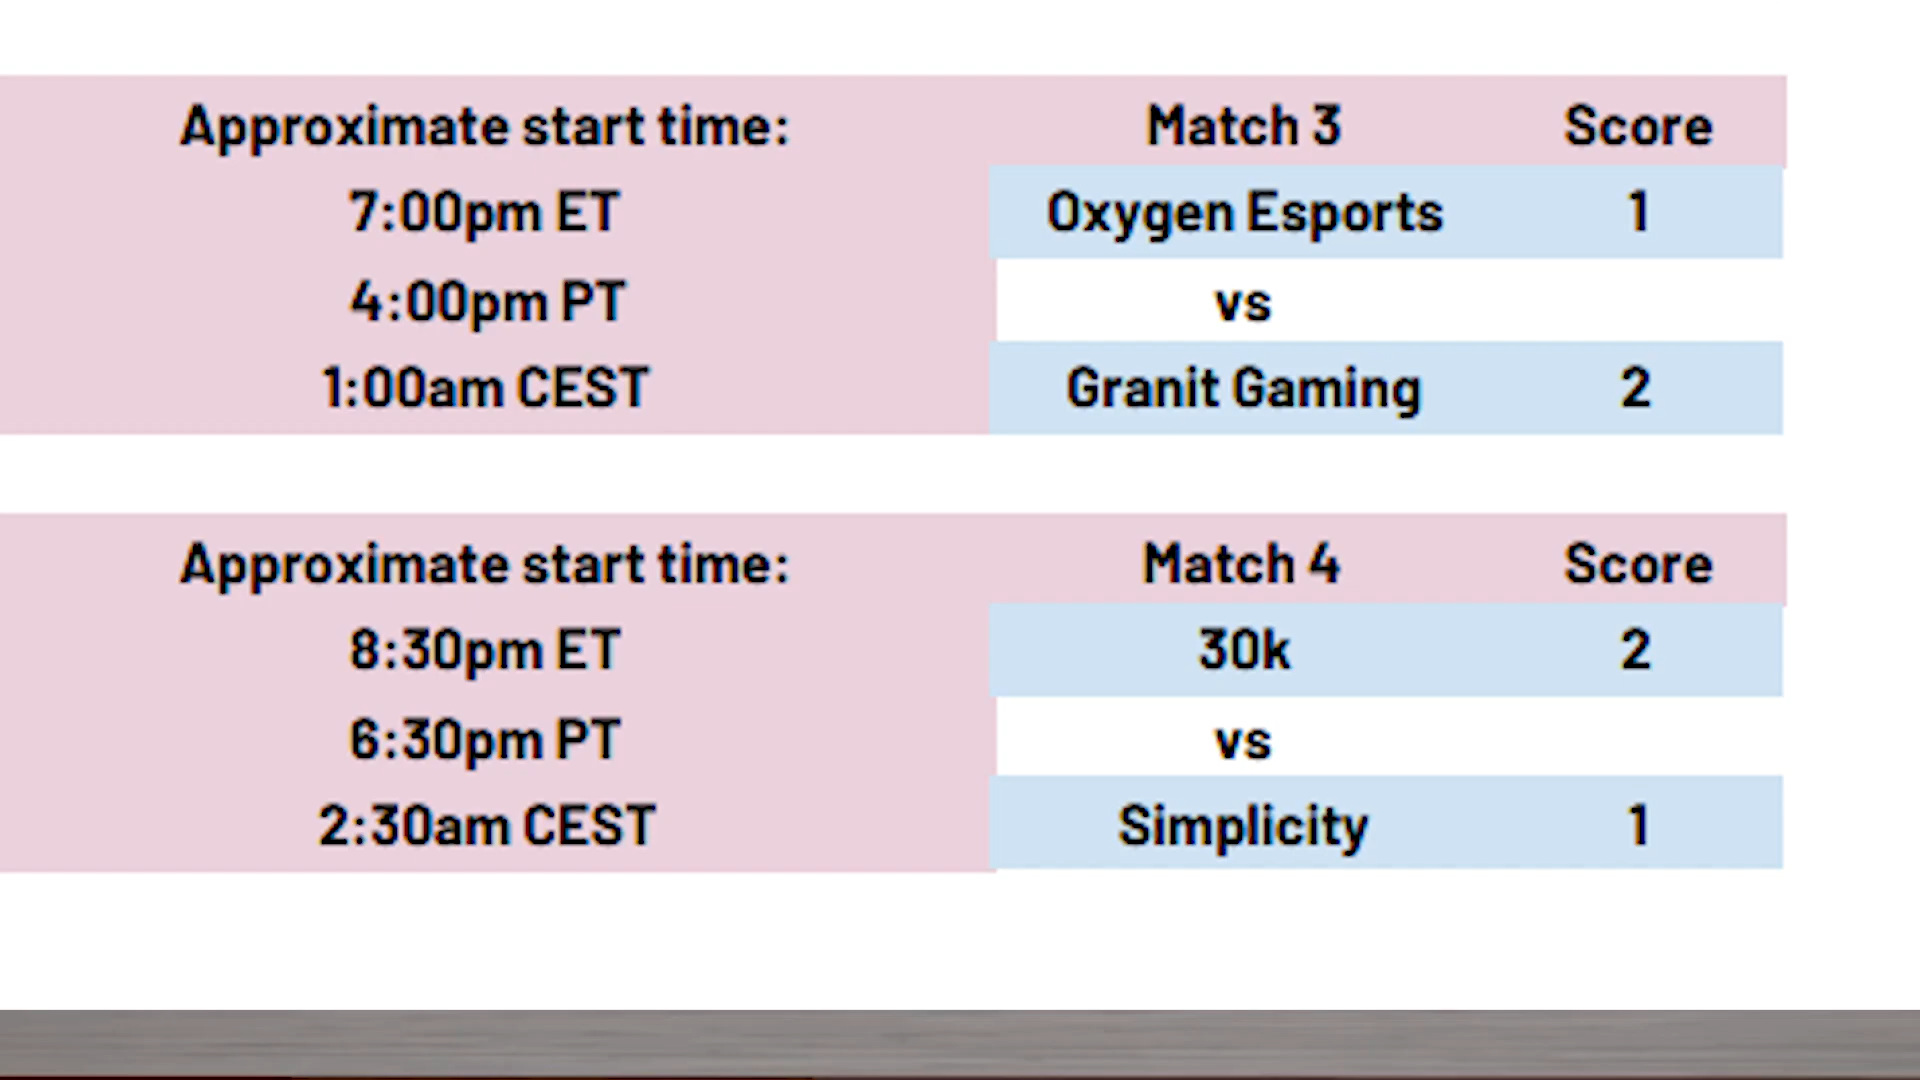 Approximate start time: Match 3 Score
7:00pm ET Oxygen Esports 1
4:00pm PT vs
1:00am CEST Granit Gaming 2
Approximate start time: Match 4 Score
8:30pm ET 30k 2
6:30pm PT vs
2:30am CEST Simplicity 1